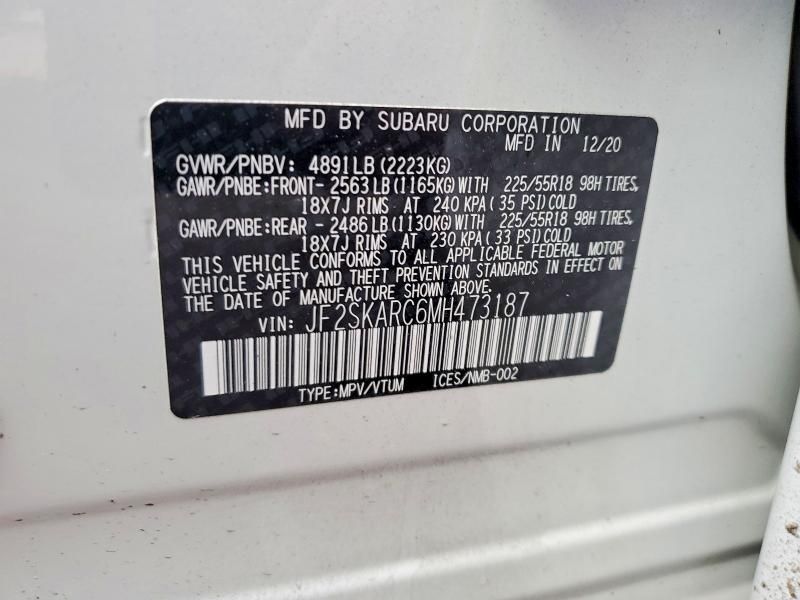 MFD BY SUBARU CORPORATION
MFD IN 12/20
GVWR/PNBV: 4891LB(2223KG)
GAWR/PNBE:FRONT- 2563LB(1165KG)WITH 225/55R18 98H TIRES,
18X7J RIMS AT 240 KPA( 35 PSI)COLD
GAWR/PNBE:REAR -2486LB(1130KG)WITH 225/55R18 98H TIRES,
18X7J RIMS AT 230 KPA( 33 PSI)COLD
THIS VEHICLE CONFORMS TO ALL APPLICABLE FEDERAL MOTOR
VEHICLE SAFETY AND THEFT PREVENTION STANDARDS IN EFFECT ON
THE DATE OF MANUFACTURE SHOWN ABOVE.
VIN: JF2SKARC6MH473187
TYPE:MPV/VTUM ICES/NMB-002